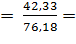 = 42,33/76,18 =